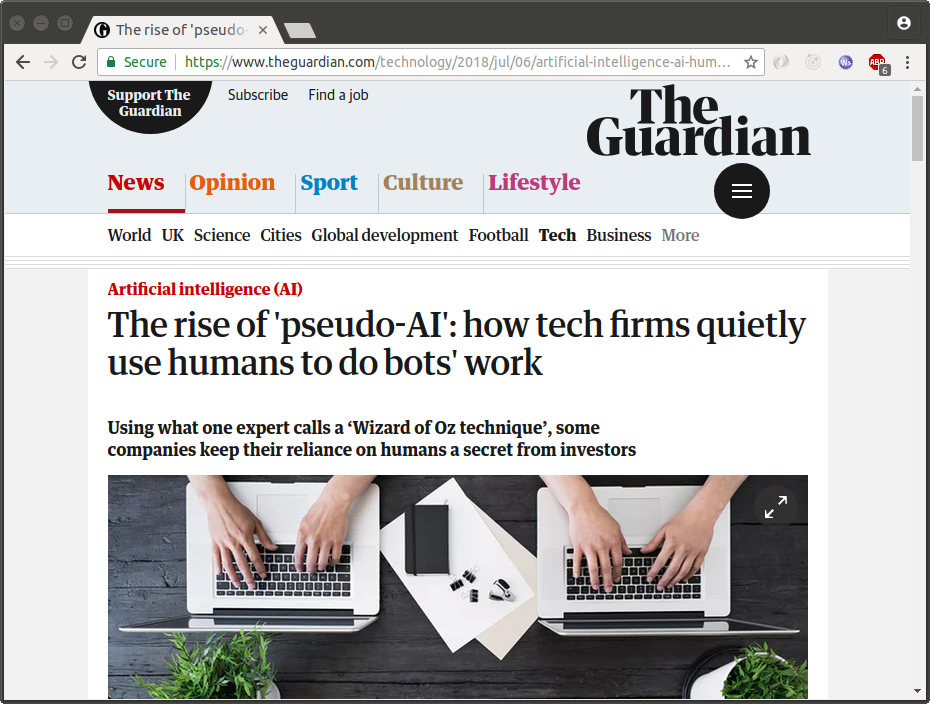 The rise of 'pseudo-
Secure https://www.theguardian.com/technology/2018/jul/06/artificial-intelligence-ai-hum...
Ws
ABP
6
Support The
Guardian
Subscribe Find a job
The
Guardian
News Opinion Sport Culture Lifestyle
World UK Science Cities Global development Football Tech Business More
Artificial intelligence (AI)
The rise of 'pseudo-AI': how tech firms quietly
use humans to do bots' work
Using what one expert calls a ‘Wizard of Oz technique’, some
companies keep their reliance on humans a secret from investors